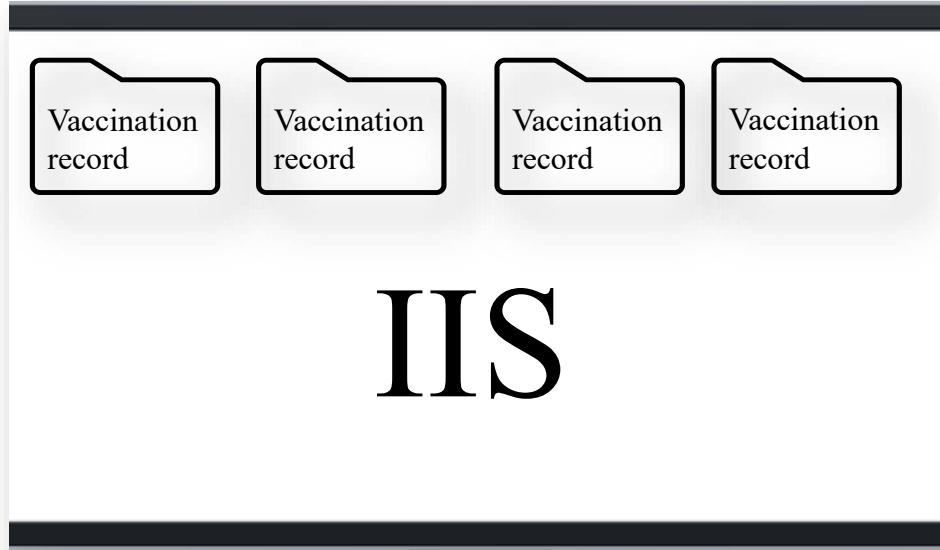 Vaccination
record
Vaccination
record
Vaccination
record
Vaccination
record
IIS